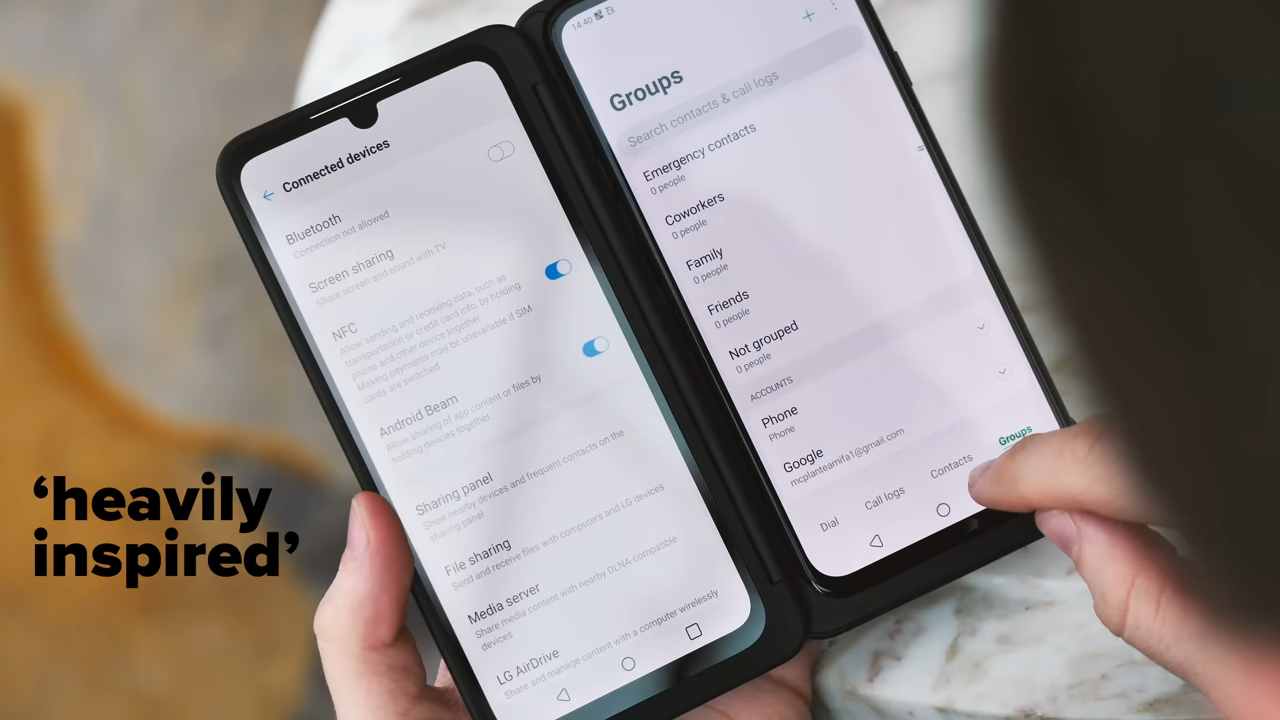 ‘heavily
inspired’
Connected devices
Bluetooth
Connection not allowed
Screen sharing
Share screen and sound with TV
NFC
Allow sending and receiving data, such as
transportation or credit card info, by holding
phone and other device together
Making payments may be unavailable if SIM
cards are switched.
Android Beam
Allow sharing of app content or files by
holding devices together
Sharing panel
Show nearby devices and frequent contacts on the
sharing panel
File sharing
Send and receive files with computers and LG devices
Media server
Share media content with nearby DLNA-compatible
devices
LG AirDrive
Share and manage content with a computer wirelessly
14:40
Groups
Search contacts & call logs
Emergency contacts
0 people
Coworkers
0 people
Family
0 people
Friends
0 people
Not grouped
0 people
ACCOUNTS
Phone
Phone
Google
mcplanteamifa1@gmail.com
Dial
Call logs
Contacts
Groups